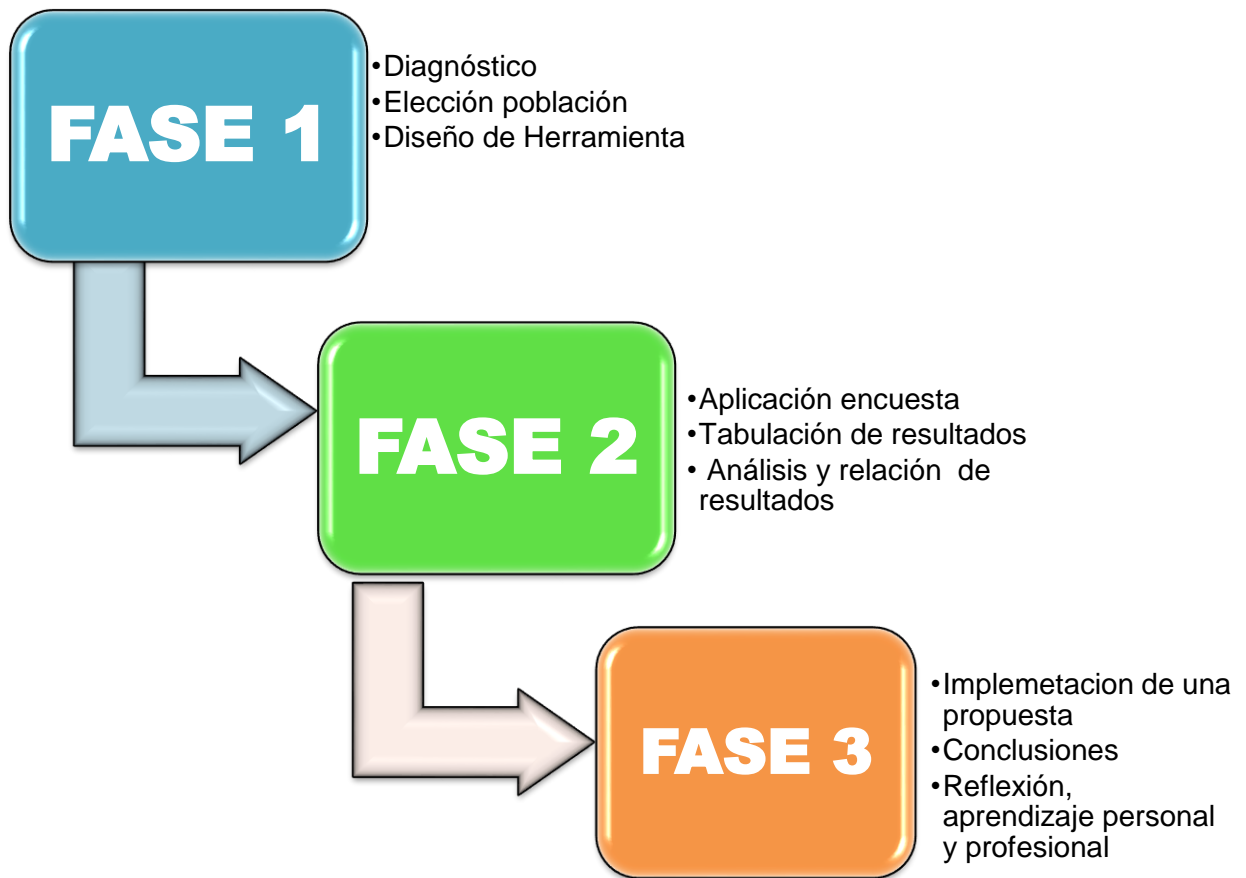 FASE 1
•Diagnóstico
•Elección población
•Diseño de Herramienta
FASE 2
•Aplicación encuesta
•Tabulación de resultados
• Análisis y relación de
resultados
FASE 3
•Implemetacion de una
propuesta
•Conclusiones
•Reflexión,
aprendizaje personal
y profesional